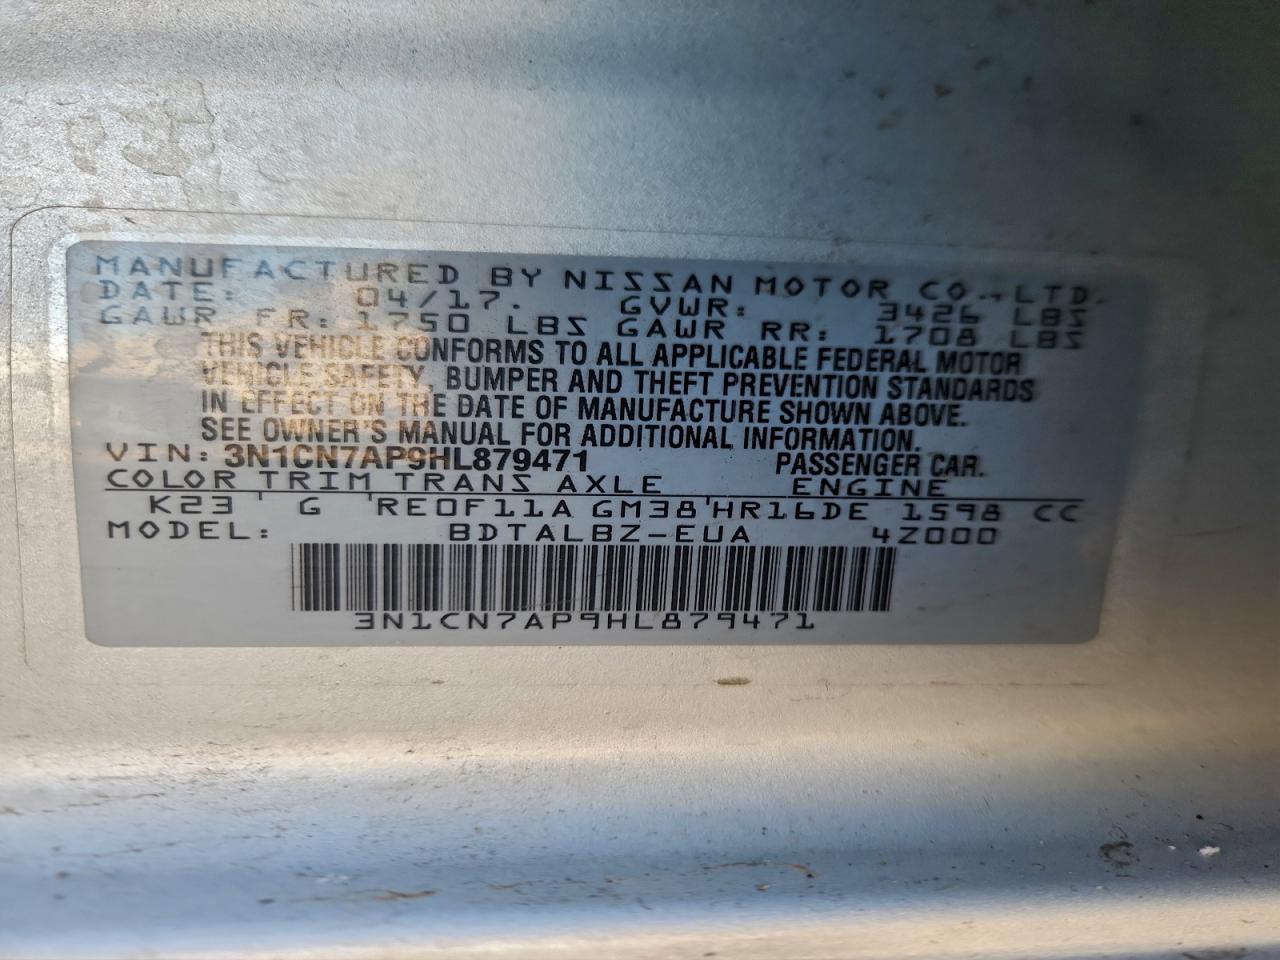 MANUFACTURED BY NISSAN MOTOR CO.,LTD.
DATE: 04/17. GVWR: 3426 LBS
GAWR FR: 1750 LBS GAWR RR: 1708 LBS
THIS VEHICLE CONFORMS TO ALL APPLICABLE FEDERAL MOTOR
VEHICLE SAFETY, BUMPER AND THEFT PREVENTION STANDARDS
IN EFFECT ON THE DATE OF MANUFACTURE SHOWN ABOVE.
SEE OWNER'S MANUAL FOR ADDITIONAL INFORMATION.
VIN: 3N1CN7AP9HL879471 PASSENGER CAR.
COLOR TRIM TRANS AXLE ENGINE
K23 ' G 'RE0F11A GM38'HR16DE 1598 CC
MODEL: BDTALBZ-EUA 4Z000
3N1CN7AP9HL879471